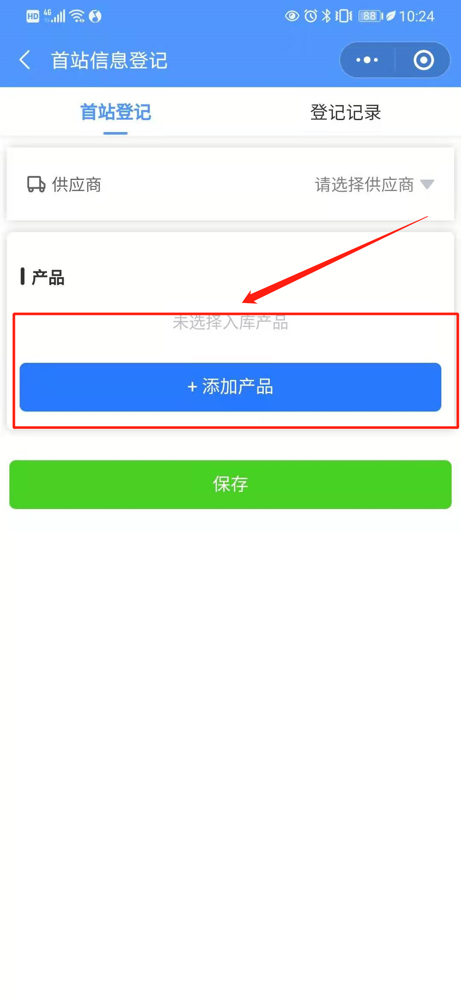 HD 4G 88 10:24
首站信息登记
首站登记 登记记录
供应商 请选择供应商
产品
未选择入库产品
+ 添加产品
保存